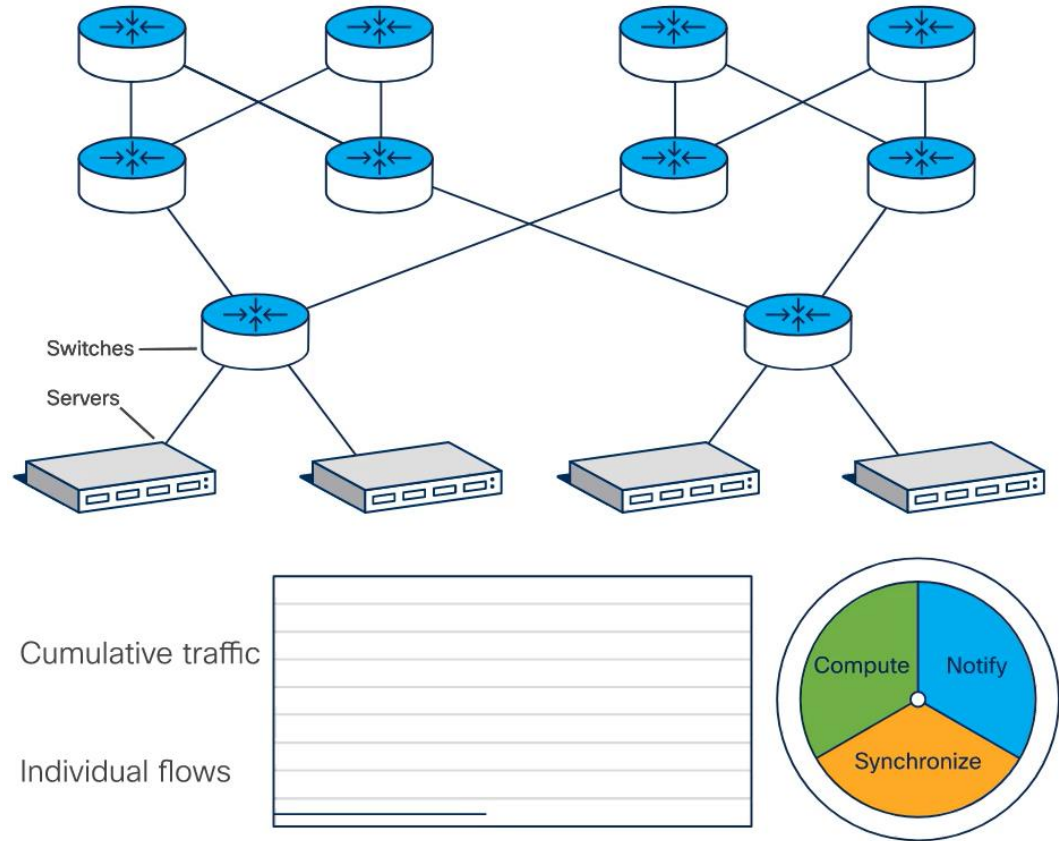 Switches
Servers
Cumulative traffic
Individual flows
Compute
Notify
Synchronize